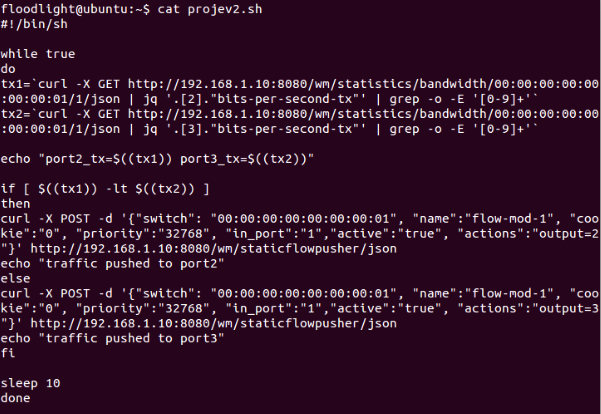 floodlight@ubuntu:~$ cat projev2.sh
#!/bin/sh
while true
do
tx1=`curl -X GET http://192.168.1.10:8080/wm/statistics/bandwidth/00:00:00:00:00
:00:00:01/1/json | jq '.[2]."bits-per-second-tx"' | grep -o -E '[0-9]+'`
tx2=`curl -X GET http://192.168.1.10:8080/wm/statistics/bandwidth/00:00:00:00:00
:00:00:01/1/json | jq '.[3]."bits-per-second-tx"' | grep -o -E '[0-9]+'`
echo "port2_tx=$((tx1)) port3_tx=$((tx2))"
if [ $((tx1)) -lt $((tx2)) ]
then
curl -X POST -d '{"switch": "00:00:00:00:00:00:00:01", "name":"flow-mod-1", "coo
kie":"0", "priority":"32768", "in_port":"1","active":"true", "actions":"output=2
"}' http://192.168.1.10:8080/wm/staticflowpusher/json
echo "traffic pushed to port2"
else
curl -X POST -d '{"switch": "00:00:00:00:00:00:00:01", "name":"flow-mod-1", "coo
kie":"0", "priority":"32768", "in_port":"1","active":"true", "actions":"output=3
"}' http://192.168.1.10:8080/wm/staticflowpusher/json
echo "traffic pushed to port3"
fi
sleep 10
done